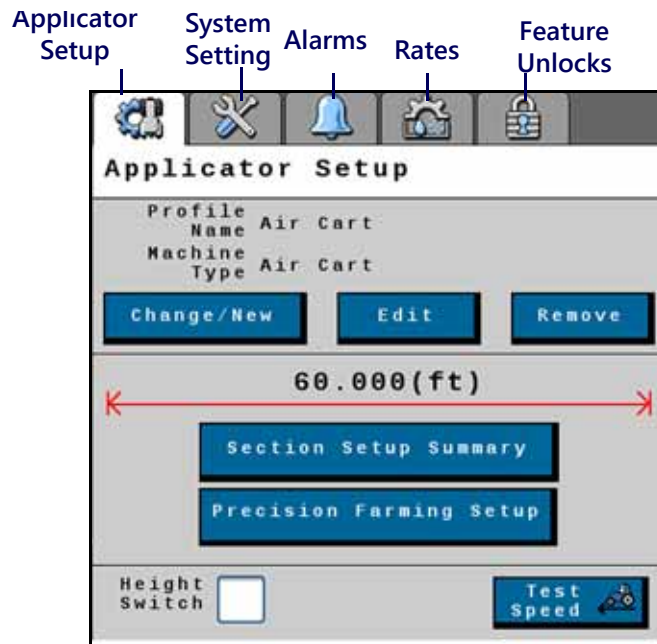 Applicator
Setup
System
Setting
Alarms
Rates
Feature
Unlocks
Applicator Setup
Profile
Name Air Cart
Machine
Type Air Cart
Change/New
Edit
Remove
60.000(ft)
Section Setup Summary
Precision Farming Setup
Height
Switch
Test
Speed